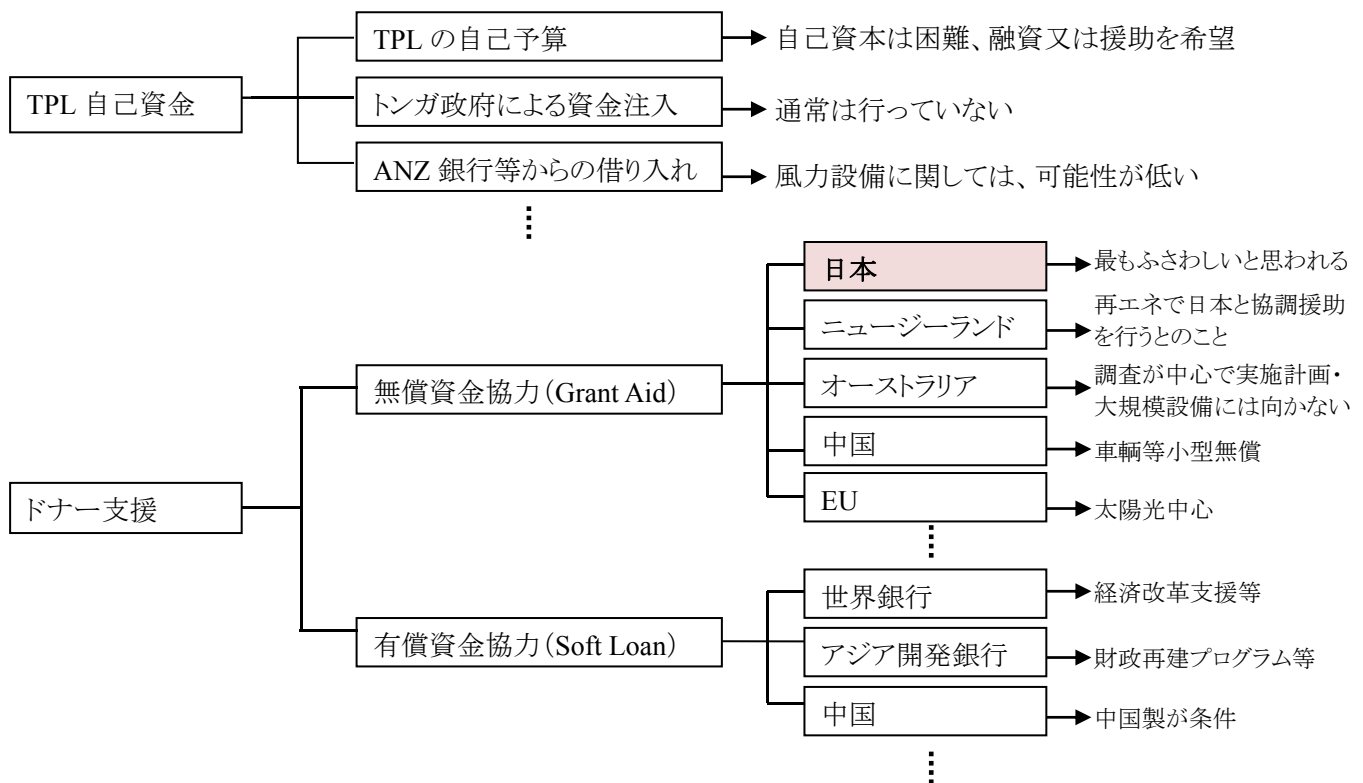 TPL 自己資金
TPL の自己予算
自己資本は困難、融資又は援助を希望
トンガ政府による資金注入
通常は行っていない
ANZ 銀行等からの借り入れ
風力設備に関しては、可能性が低い
ドナー支援
無償資金協力(Grant Aid)
日本
最もふさわしいと思われる
ニュージーランド
再エネで日本と協調援助
を行うとのこと
オーストラリア
調査が中心で実施計画・
大規模設備には向かない
中国
車輌等小型無償
EU
太陽光中心
有償資金協力(Soft Loan)
世界銀行
経済改革支援等
アジア開発銀行
財政再建プログラム等
中国
中国製が条件